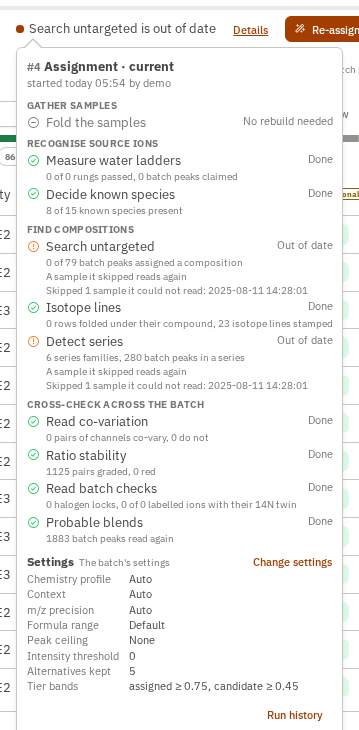 Search untargeted is out of date Details Re-assign
#4 Assignment · current
started today 05:54 by demo
GATHER SAMPLES
Fold the samples No rebuild needed
RECOGNISE SOURCE IONS
Measure water ladders Done
0 of 0 rungs passed, 0 batch peaks claimed
Decide known species Done
8 of 15 known species present
FIND COMPOSITIONS
Search untargeted Out of date
0 of 79 batch peaks assigned a composition
A sample it skipped reads again
Skipped 1 sample it could not read: 2025-08-11 14:28:01
Isotope lines Done
0 rows folded under their compound, 23 isotope lines stamped
Detect series Out of date
6 series families, 280 batch peaks in a series
A sample it skipped reads again
Skipped 1 sample it could not read: 2025-08-11 14:28:01
CROSS-CHECK ACROSS THE BATCH
Read co-variation Done
0 pairs of channels co-vary, 0 do not
Ratio stability Done
1125 pairs graded, 0 red
Read batch checks Done
0 halogen locks, 0 of 0 labelled ions with their 14N twin
Probable blends Done
1883 batch peaks read again
Settings The batch's settings Change settings
Chemistry profile Auto
Context Auto
m/z precision Auto
Formula range Default
Peak ceiling None
Intensity threshold 0
Alternatives kept 5
Tier bands assigned ≥ 0.75, candidate ≥ 0.45
Run history